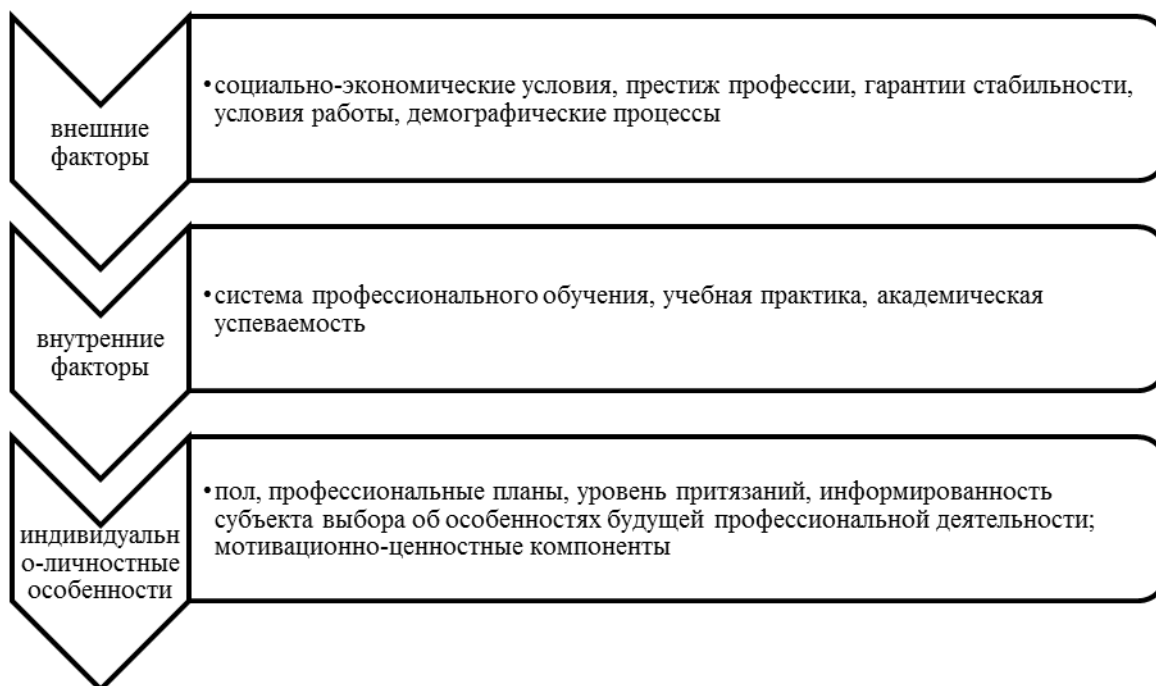 внешние
факторы
•социально-экономические условия, престиж профессии, гарантии стабильности,
условия работы, демографические процессы
внутренние
факторы
•система профессионального обучения, учебная практика, академическая
успеваемость
индивидуальн
о-личностные
особенности
•пол, профессиональные планы, уровень притязаний, информированность
субъекта выбора об особенностях будущей профессиональной деятельности;
мотивационно-ценностные компоненты